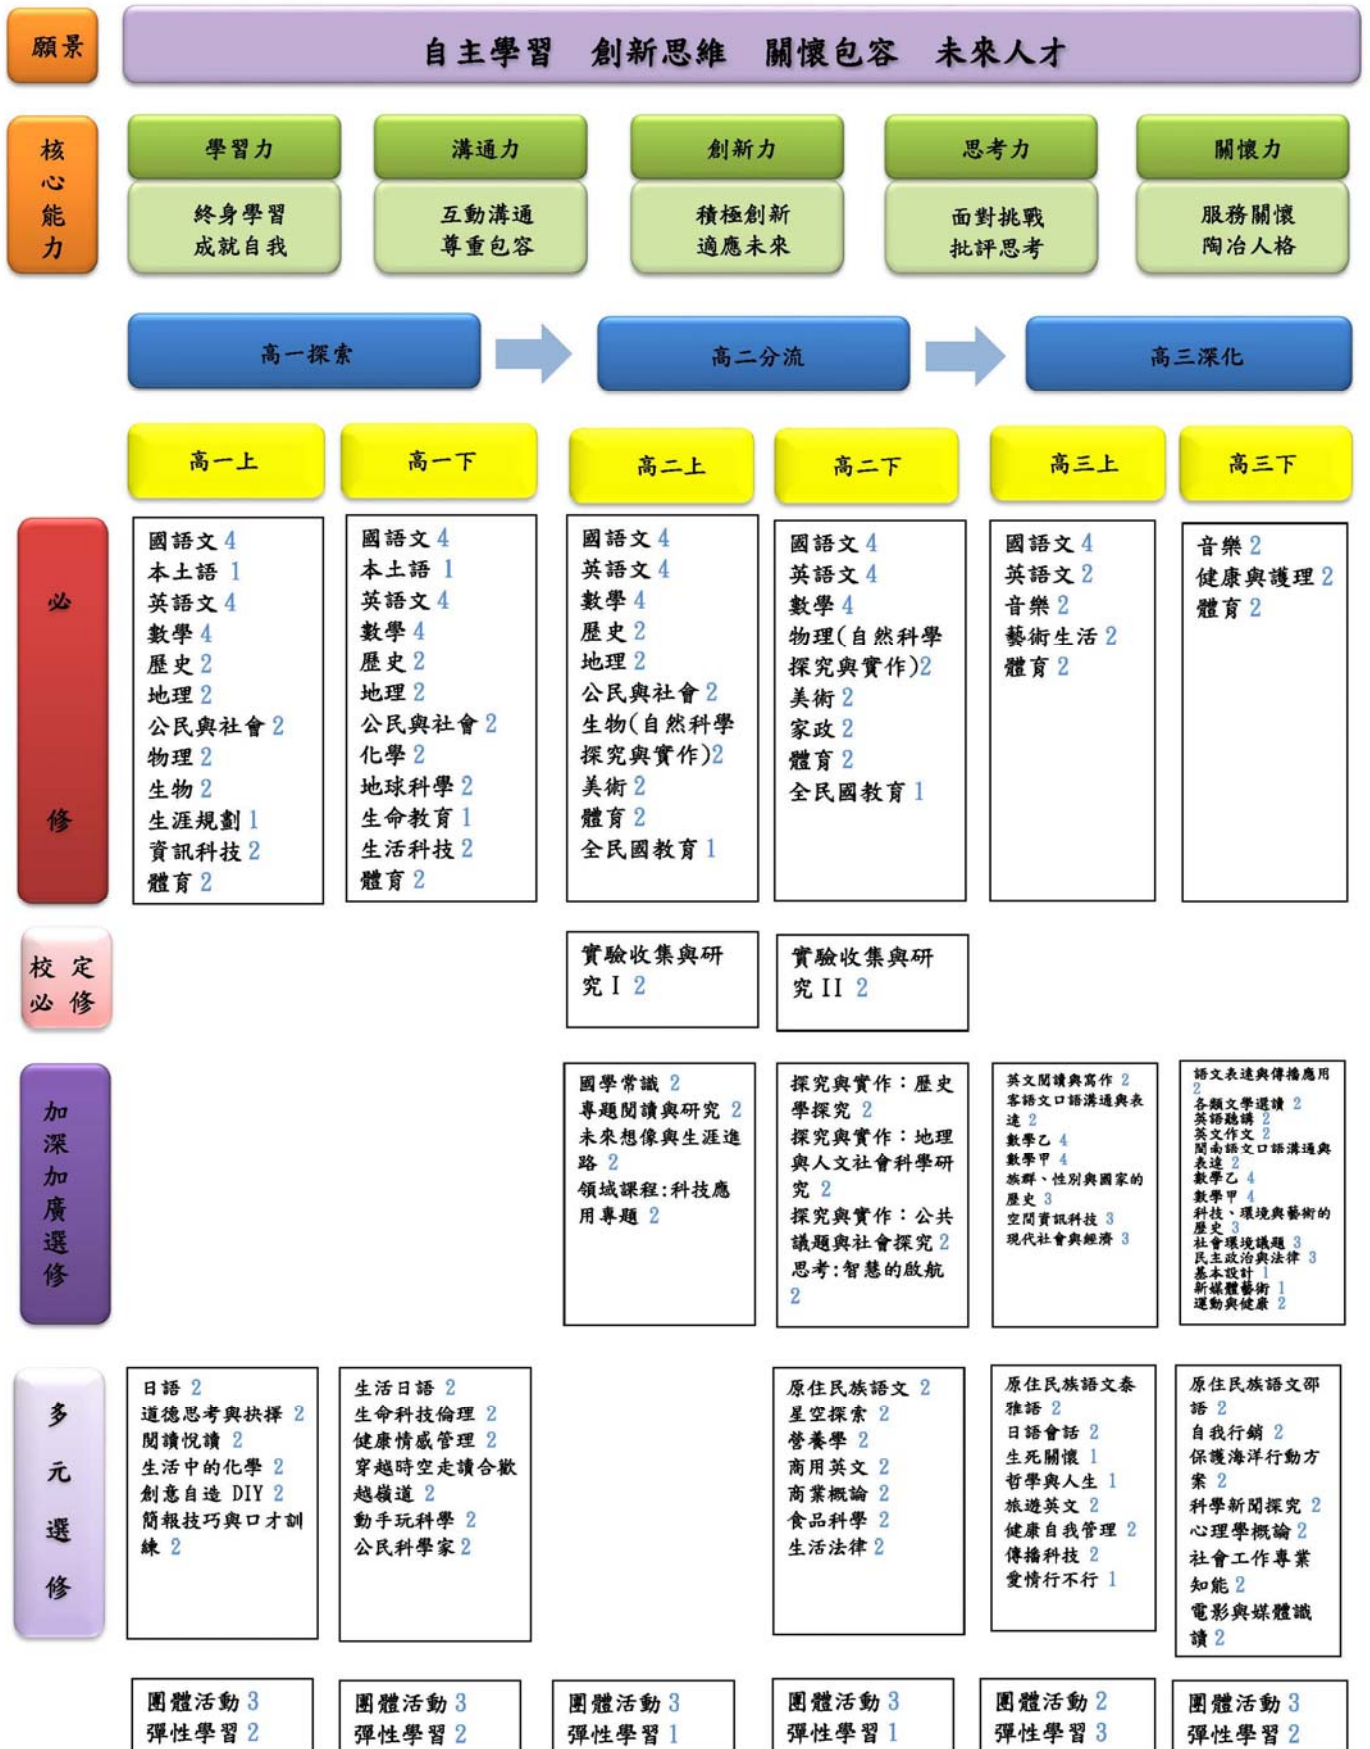 願景
自主學習 創新思維 關懷包容 未來人才
核心能力
學習力
終身學習
成就自我
溝通力
互動溝通
尊重包容
創新力
積極創新
適應未來
思考力
面對挑戰
批評思考
關懷力
服務關懷
陶冶人格
高一探索
高二分流
高三深化
高一上
高一下
高二上
高二下
高三上
高三下
必修
國語文 4
本土語 1
英語文 4
數學 4
歷史 2
地理 2
公民與社會 2
物理 2
生物 2
生涯規劃 1
資訊科技 2
體育 2
國語文 4
本土語 1
英語文 4
數學 4
歷史 2
地理 2
公民與社會 2
化學 2
地球科學 2
生命教育 1
生活科技 2
體育 2
國語文 4
英語文 4
數學 4
歷史 2
地理 2
公民與社會 2
生物(自然科學
探究與實作)2
美術 2
體育 2
全民國教育 1
國語文 4
英語文 4
數學 4
物理(自然科學
探究與實作)2
美術 2
家政 2
體育 2
全民國教育 1
國語文 4
英語文 2
音樂 2
藝術生活 2
體育 2
音樂 2
健康與護理 2
體育 2
校定
必修
實驗收集與研
究 I 2
實驗收集與研
究 II 2
加深加廣選修
國學常識 2
專題閱讀與研究 2
未來想像與生涯進
路 2
領域課程:科技應
用專題 2
探究與實作：歷史
學探究 2
探究與實作：地理
與人文社會科學研
究 2
探究與實作：公共
議題與社會探究 2
思考:智慧的啟航
2
英文閱讀與寫作 2
客語文口語溝通與表
達 2
數學乙 4
數學甲 4
族群、性別與國家的
歷史 3
空間資訊科技 3
現代社會與經濟 3
語文表達與傳播應用
2
各類文學選讀 2
英語聽講 2
英文作文 2
閩南語文口語溝通與
表達 2
數學乙 4
數學甲 4
科技、環境與藝術的
歷史 3
社會環境議題 3
民主政治與法律 3
基本設計 1
新媒體藝術 1
運動與健康 2
多元選修
日語 2
道德思考與抉擇 2
閱讀悅讀 2
生活中的化學 2
創意自造 DIY 2
簡報技巧與口才訓
練 2
生活日語 2
生命科技倫理 2
健康情感管理 2
穿越時空走讀合歡
越嶺道 2
動手玩科學 2
公民科學家 2
原住民族語文 2
星空探索 2
營養學 2
商用英文 2
商業概論 2
食品科學 2
生活法律 2
原住民族語文泰
雅語 2
日語會話 2
生死關懷 1
哲學與人生 1
旅遊英文 2
健康自我管理 2
傳播科技 2
愛情行不行 1
原住民族語文邵
語 2
自我行銷 2
保護海洋行動方
案 2
科學新聞探究 2
心理學概論 2
社會工作專業
知能 2
電影與媒體識
讀 2
團體活動 3
彈性學習 2
團體活動 3
彈性學習 2
團體活動 3
彈性學習 1
團體活動 3
彈性學習 1
團體活動 2
彈性學習 3
團體活動 3
彈性學習 2